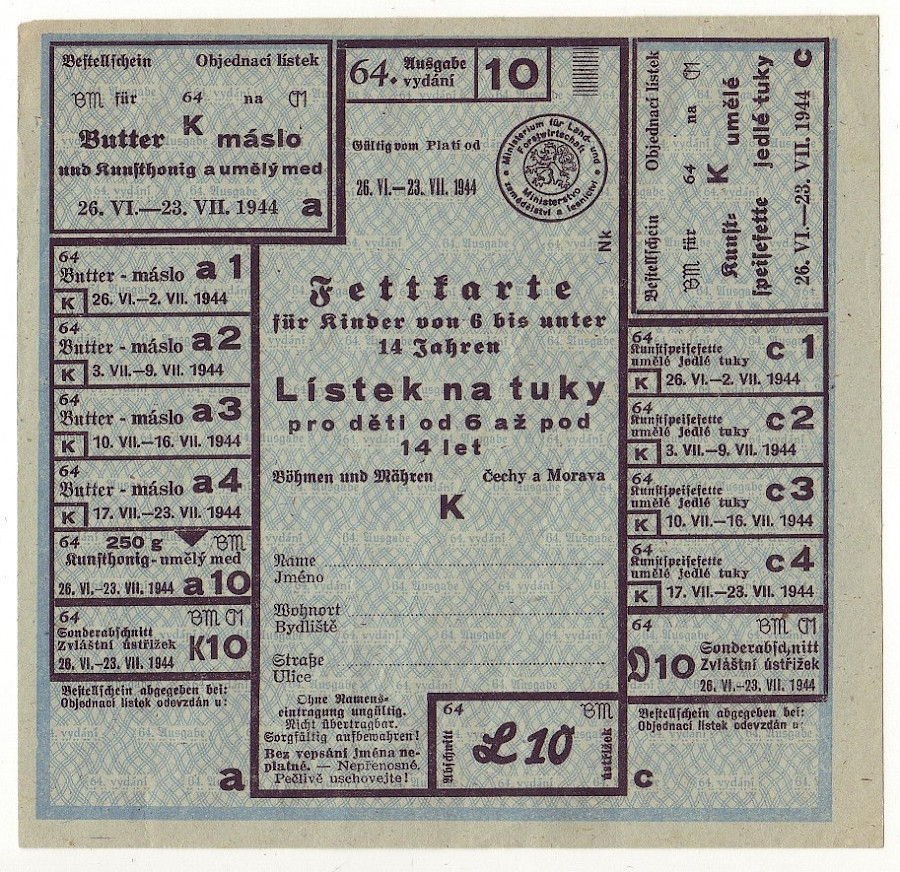 Bestellschein Objednací lístek
BM für 64 na ČM
Butter K máslo
und Kunsthonig a umělý med
26. VI.—23. VII. 1944 a
64. Ausgabe
vydání
10
Gültig vom Platí od
26. VI.—23. VII. 1944
Ministerium für Land- und Forstwirtschaft
Ministerstvo zemědělství a lesnictví
Nk
Bestellschein Objednací lístek
BM für 64 na ČM
Kunst- K umělé
speisefette jedlé tuky
26. VI.—23. VII. 1944 c
64
Butter - máslo a 1
K 26. VI.—2. VII. 1944
64
Butter - máslo a 2
K 3. VII.—9. VII. 1944
64
Butter - máslo a 3
K 10. VII.—16. VII. 1944
64
Butter - máslo a 4
K 17. VII.—23. VII. 1944
64 250 g BM
Kunsthonig - umělý med
26. VI.—23. VII. 1944 a 10
64 BM ČM
Sonderabschnitt
Zvláštní ústřižek K10
26. VI.—23. VII. 1944
Bestellschein abgegeben bei:
Objednací lístek odevzdán u:
a
Fettkarte
für Kinder von 6 bis unter
14 Jahren
Lístek na tuky
pro děti od 6 až pod
14 let
Böhmen und Mähren Čechy a Morava
K
Name
Jméno
Wohnort
Bydliště
Straße
Ulice
Ohne Namens-
eintragung ungültig.
Nicht übertragbar.
Sorgfältig aufbewahren!
Bez vepsání jména ne-
platné. — Nepřenosné.
Pečlivě uschovejte!
64 BM
Abschnitt L 10 ústřižek
64
Kunstspeisefette
umělé jedlé tuky c 1
K 26. VI.—2. VII. 1944
64
Kunstspeisefette
umělé jedlé tuky c 2
K 3. VII.—9. VII. 1944
64
Kunstspeisefette
umělé jedlé tuky c 3
K 10. VII.—16. VII. 1944
64
Kunstspeisefette
umělé jedlé tuky c 4
K 17. VII.—23. VII. 1944
64 BM ČM
Sonderabschnitt
D10 Zvláštní ústřižek
26. VI.—23. VII. 1944
Bestellschein abgegeben bei:
Objednací lístek odevzdán u:
c